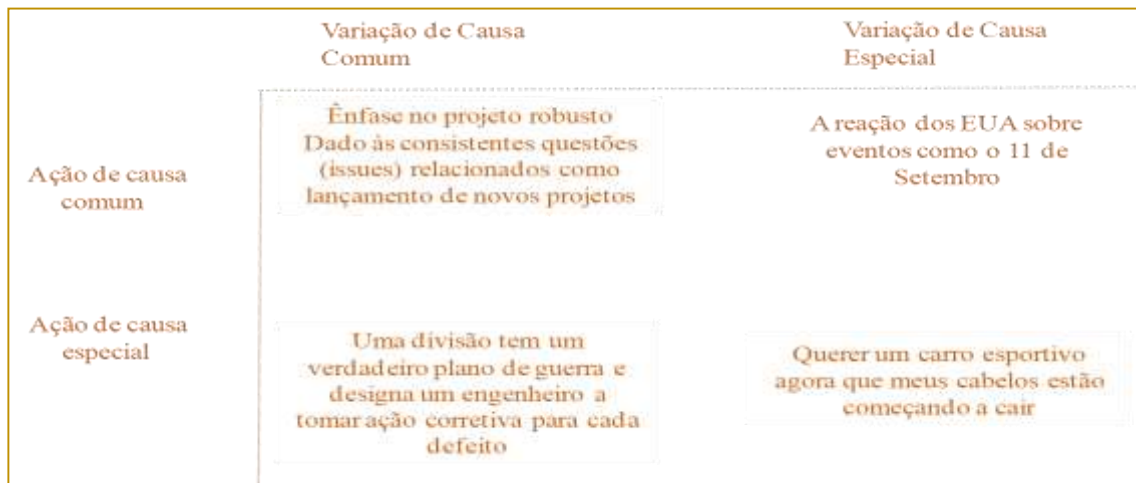 Variação de Causa
Comum
Variação de Causa
Especial
Ação de causa
comum
Ênfase no projeto robusto
Dado às consistentes questões
(issues) relacionados como
lançamento de novos projetos
A reação dos EUA sobre
eventos como o 11 de
Setembro
Ação de causa
especial
Uma divisão tem um
verdadeiro plano de guerra e
designa um engenheiro a
tomar ação corretiva para cada
defeito
Querer um carro esportivo
agora que meus cabelos estão
começando a cair